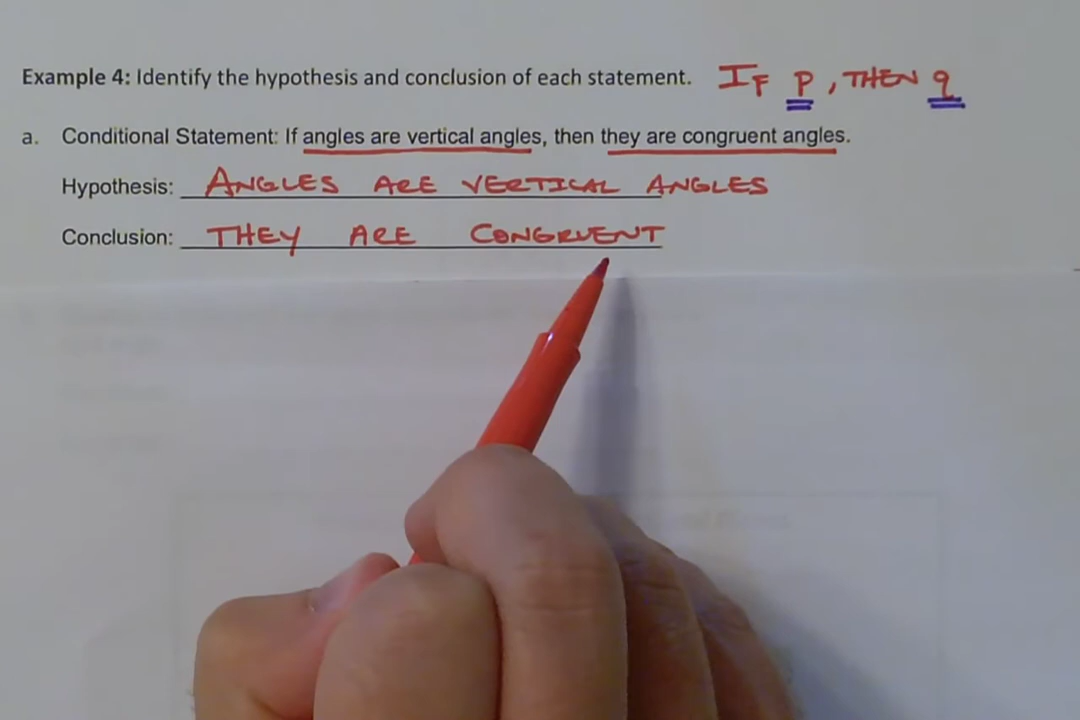 Example 4: Identify the hypothesis and conclusion of each statement. IF P, THEN q
a. Conditional Statement: If angles are vertical angles, then they are congruent angles.
Hypothesis: ANGLES ARE VERTICAL ANGLES
Conclusion: THEY ARE CONGRUENT